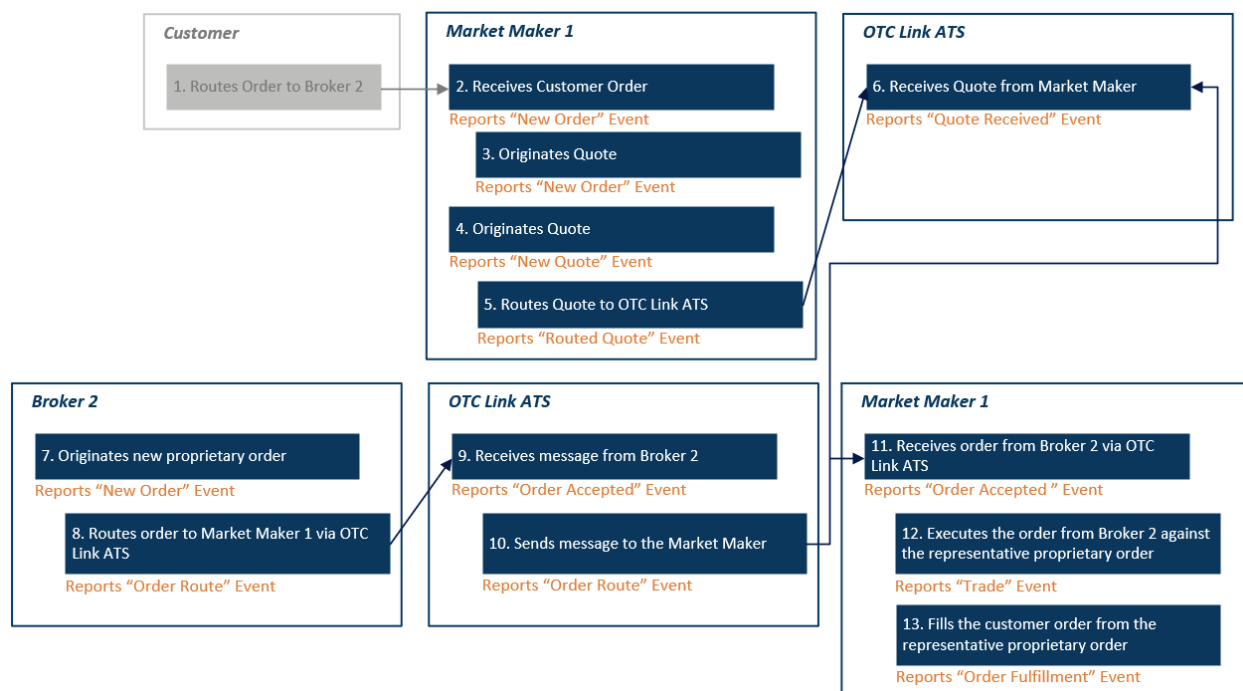 Customer
1. Routes Order to Broker 2
Market Maker 1
2. Receives Customer Order
Reports “New Order” Event
3. Originates Quote
Reports “New Order” Event
4. Originates Quote
Reports “New Quote” Event
5. Routes Quote to OTC Link ATS
Reports “Routed Quote” Event
OTC Link ATS
6. Receives Quote from Market Maker
Reports “Quote Received” Event
Broker 2
7. Originates new proprietary order
Reports “New Order” Event
8. Routes order to Market Maker 1 via OTC
Link ATS
Reports “Order Route” Event
OTC Link ATS
9. Receives message from Broker 2
Reports “Order Accepted” Event
10. Sends message to the Market Maker
Reports “Order Route” Event
Market Maker 1
11. Receives order from Broker 2 via OTC
Link ATS
Reports “Order Accepted ” Event
12. Executes the order from Broker 2 against
the representative proprietary order
Reports “Trade” Event
13. Fills the customer order from the
representative proprietary order
Reports “Order Fulfillment” Event